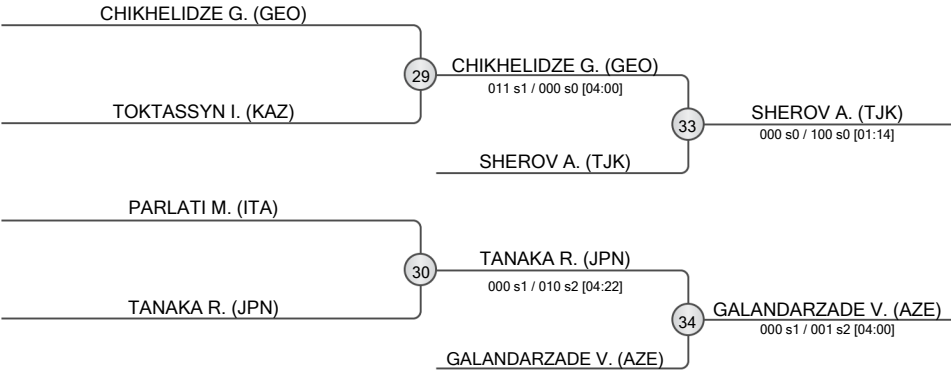 CHIKHELIDZE G. (GEO)
29
CHIKHELIDZE G. (GEO)
011 s1 / 000 s0 [04:00]
TOKTASSYN I. (KAZ)
33
SHEROV A. (TJK)
000 s0 / 100 s0 [01:14]
SHEROV A. (TJK)
PARLATI M. (ITA)
30
TANAKA R. (JPN)
000 s1 / 010 s2 [04:22]
TANAKA R. (JPN)
34
GALANDARZADE V. (AZE)
000 s1 / 001 s2 [04:00]
GALANDARZADE V. (AZE)